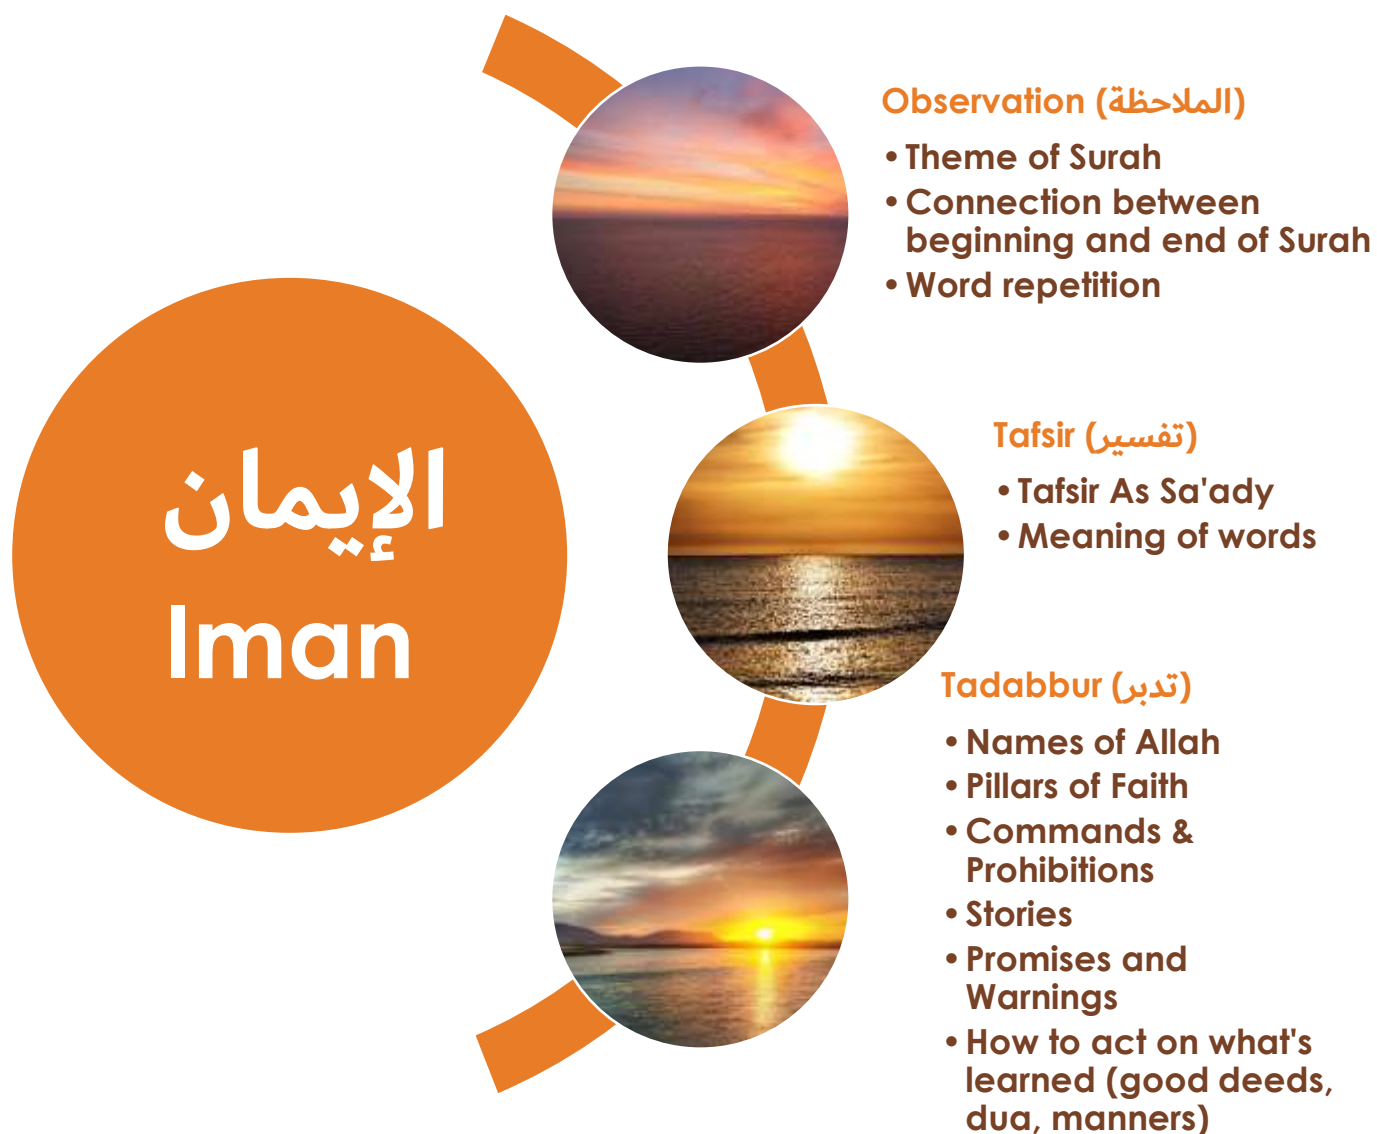 الإيمان
Iman
Observation (الملاحظة)
• Theme of Surah
• Connection between
beginning and end of Surah
• Word repetition
Tafsir (تفسير)
• Tafsir As Sa'ady
• Meaning of words
Tadabbur (تدبر)
• Names of Allah
• Pillars of Faith
• Commands &
Prohibitions
• Stories
• Promises and
Warnings
• How to act on what's
learned (good deeds,
dua, manners)